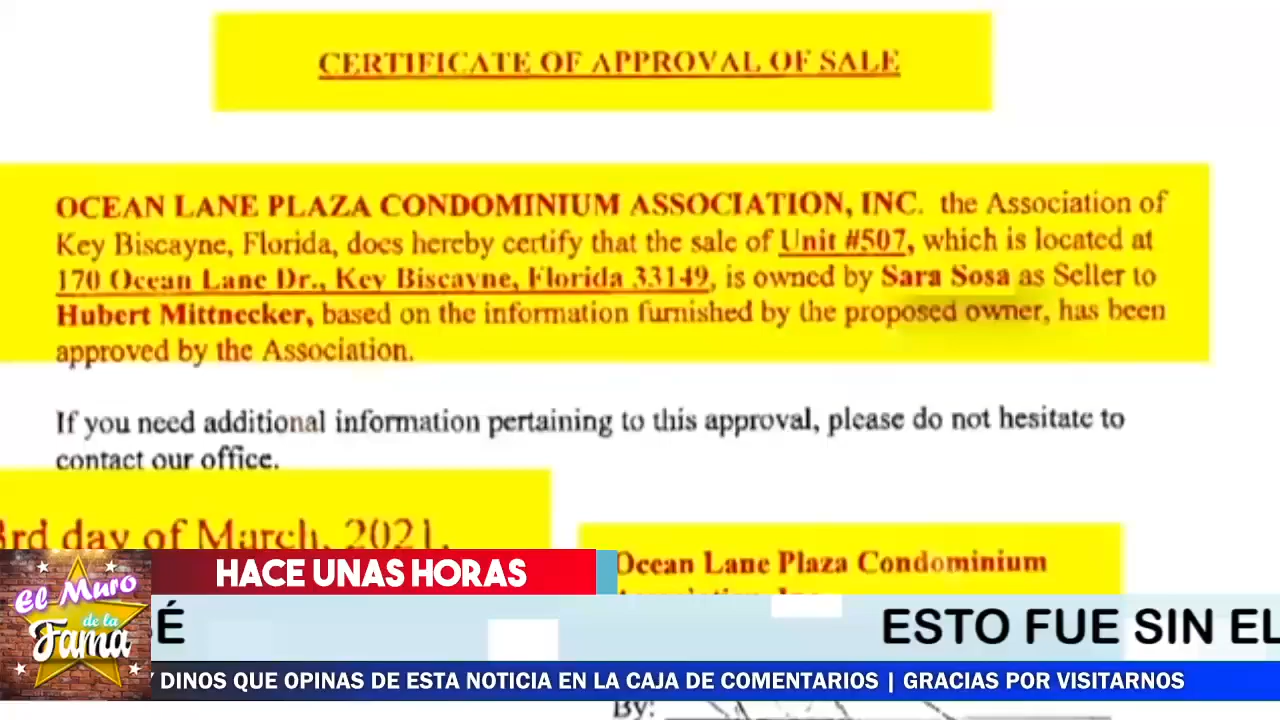 CERTIFICATE OF APPROVAL OF SALE
OCEAN LANE PLAZA CONDOMINIUM ASSOCIATION, INC. the Association of
Key Biscayne, Florida, does hereby certify that the sale of Unit #507, which is located at
170 Ocean Lane Dr., Key Biscayne, Florida 33149, is owned by Sara Sosa as Seller to
Hubert Mittnecker, based on the information furnished by the proposed owner, has been
approved by the Association.
If you need additional information pertaining to this approval, please do not hesitate to
contact our office.
3rd day of March, 2021.
Ocean Lane Plaza Condominium
HACE UNAS HORAS
El Muro
de la
Fama
É ESTO FUE SIN EL
Y DINOS QUE OPINAS DE ESTA NOTICIA EN LA CAJA DE COMENTARIOS | GRACIAS POR VISITARNOS
By: